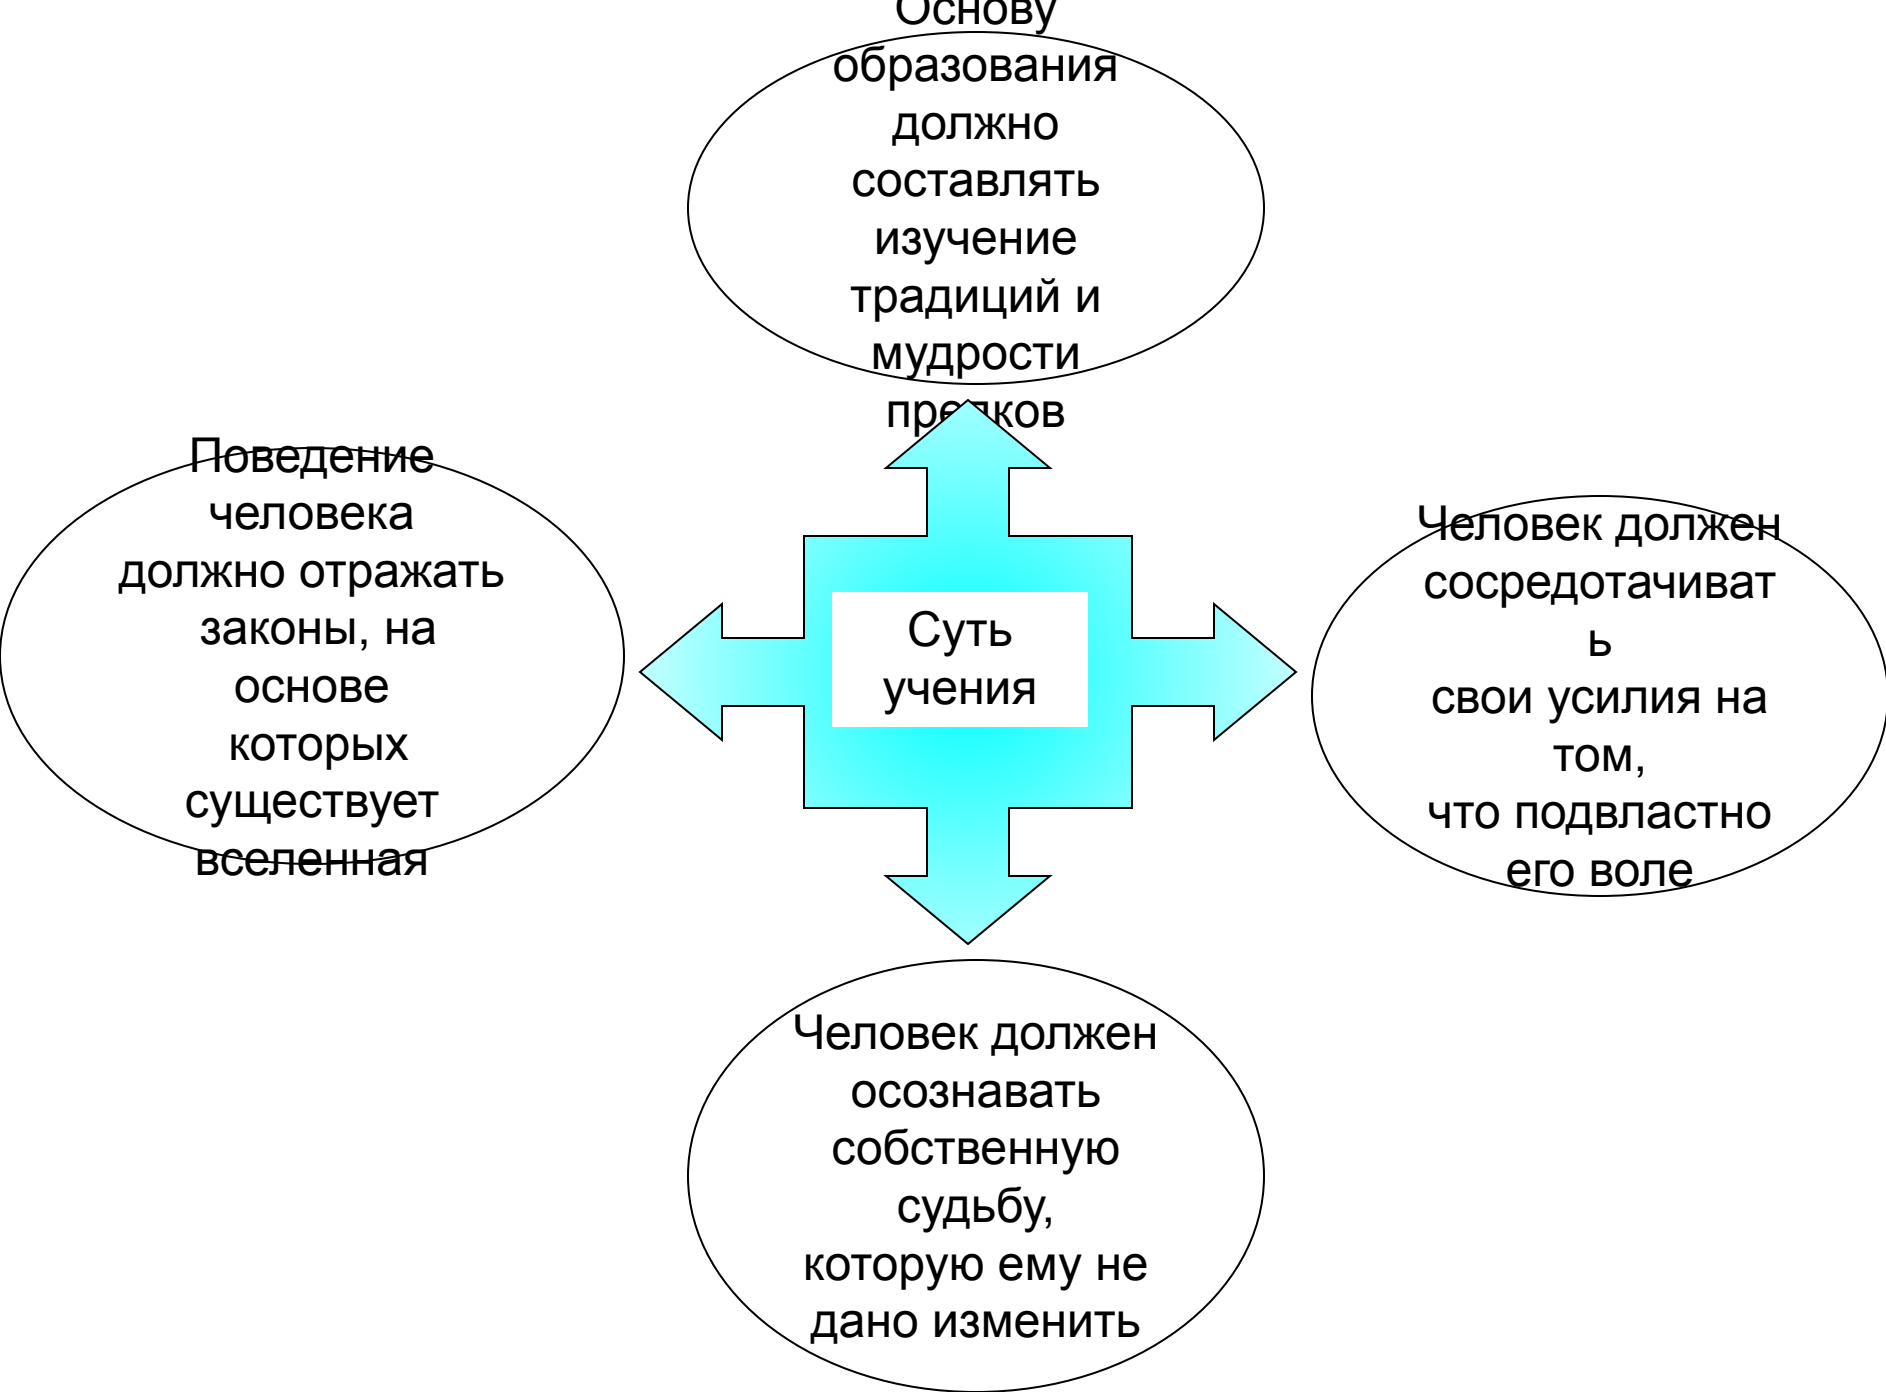 Основу
образования
должно
составлять
изучение
традиций и
мудрости
предков
Поведение
человека
должно отражать
законы, на
основе
которых
существует
вселенная
Суть
учения
Человек должен
сосредотачиват
ь
свои усилия на
том,
что подвластно
его воле
Человек должен
осознавать
собственную
судьбу,
которую ему не
дано изменить